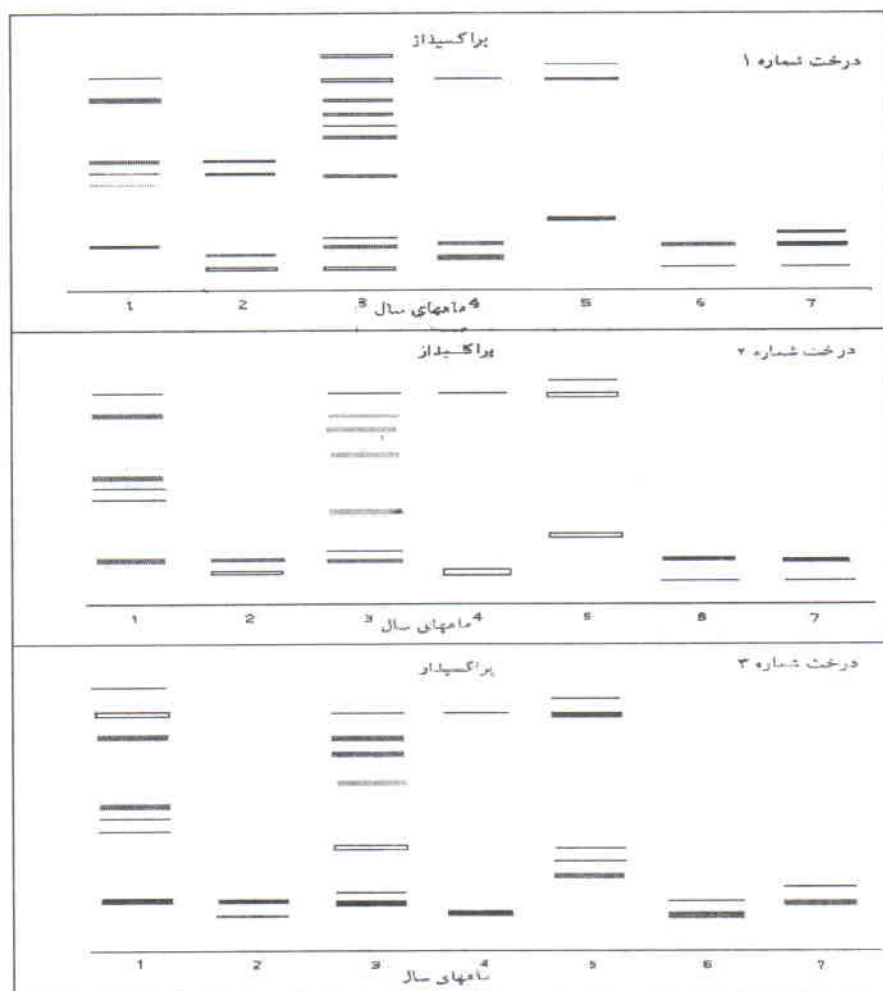 پراکسیداز
درخت شماره ۱
1 2 3 4 5 6 7
ماههای سال
پراکسیداز
درخت شماره ۲
1 2 3 4 5 6 7
ماههای سال
پراکسیداز
درخت شماره ۳
1 2 3 4 5 6 7
ماههای سال